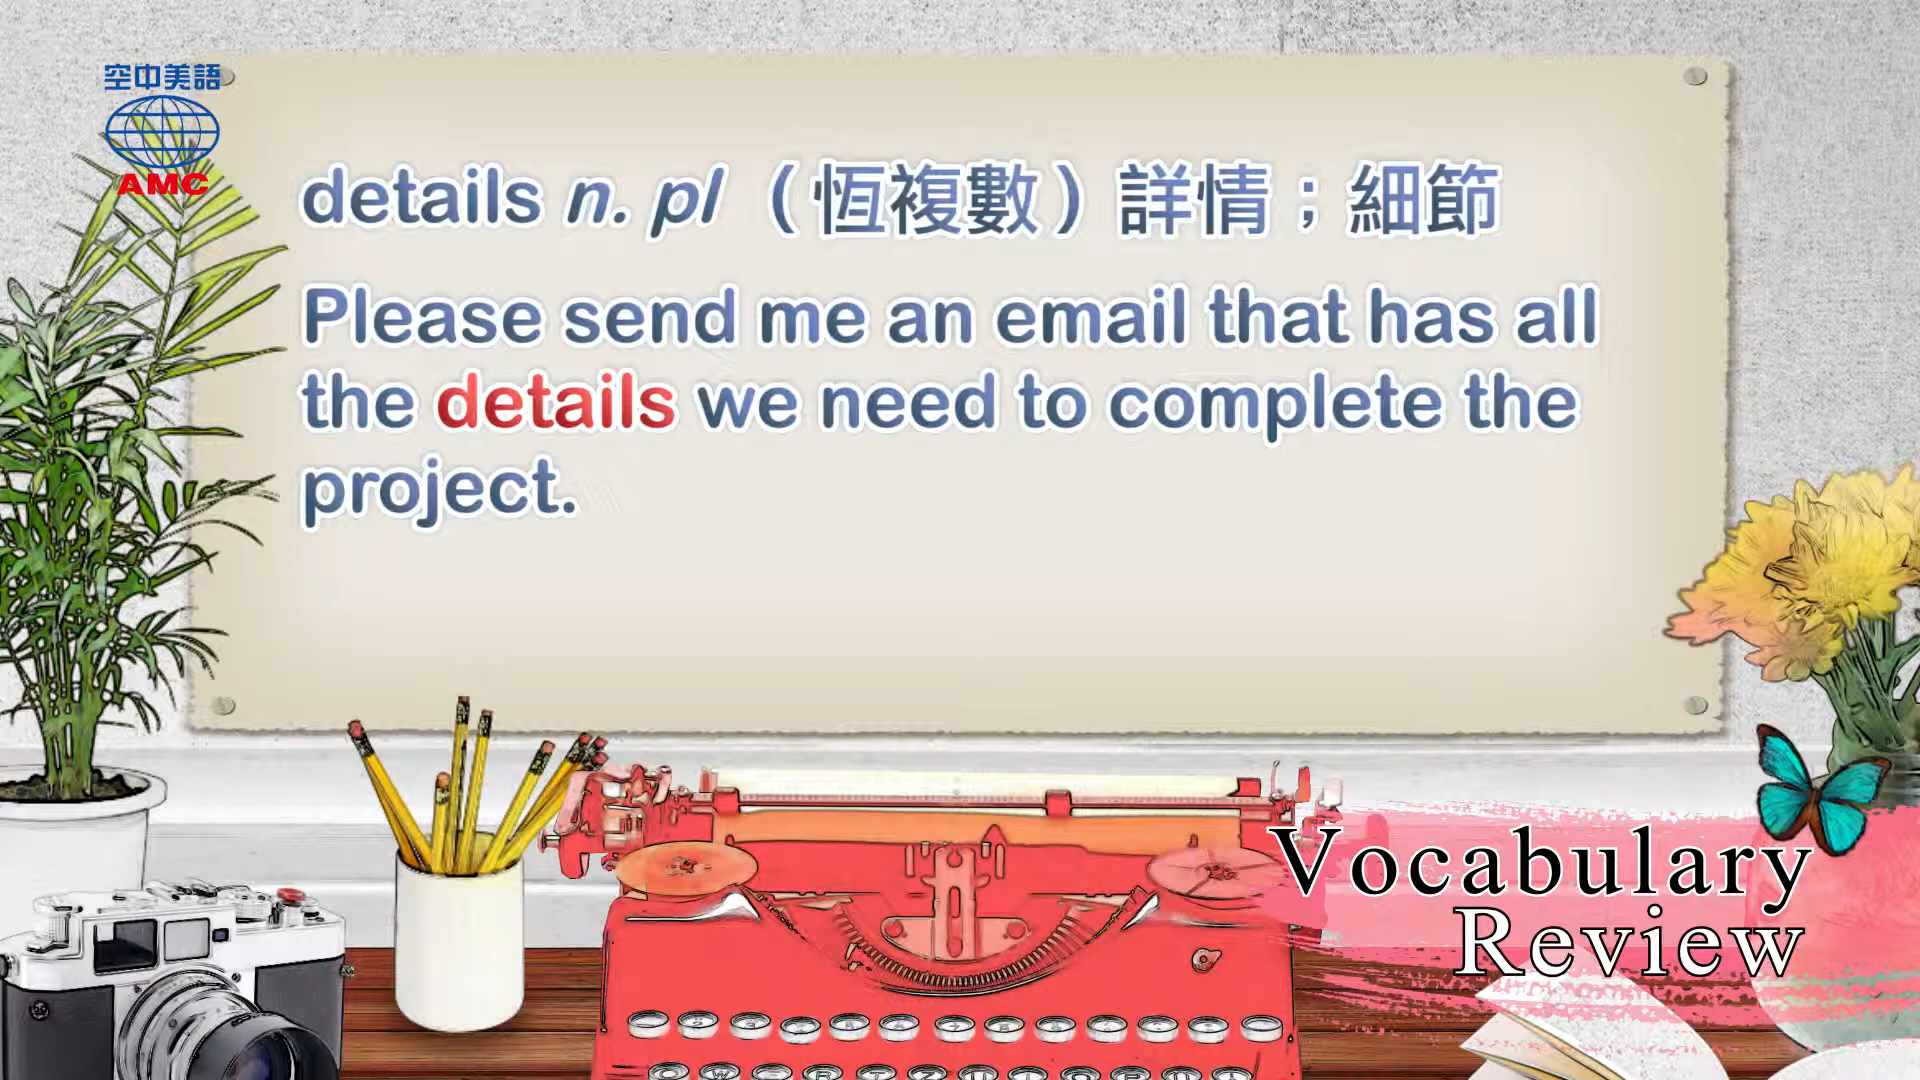 空中美語
AMC
details n. pl（恆複數）詳情；細節
Please send me an email that has all
the details we need to complete the
project.
Vocabulary
Review